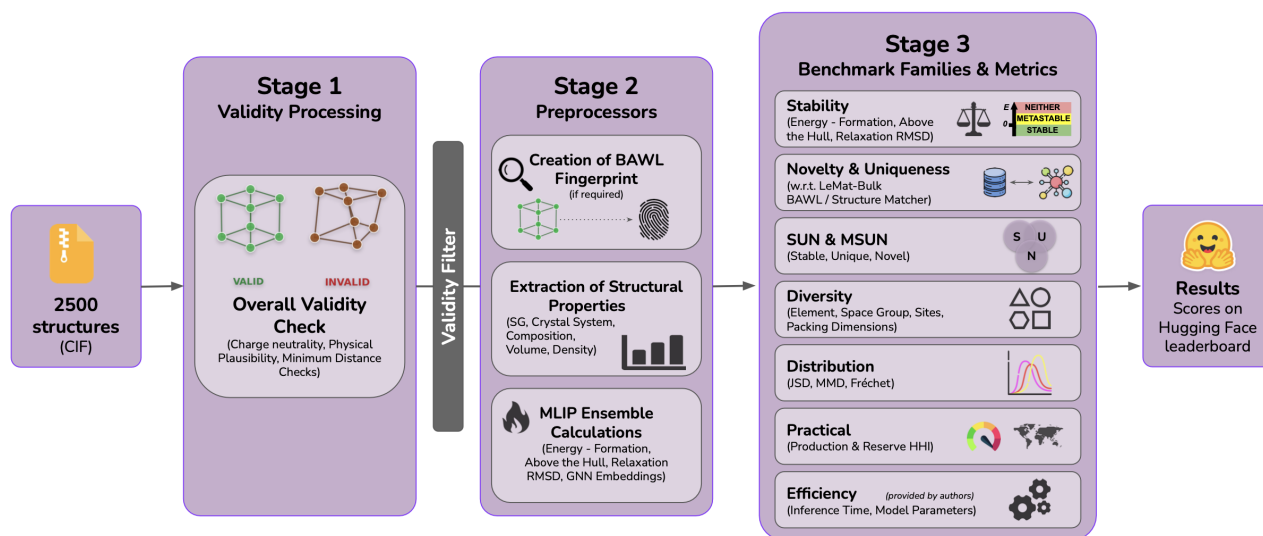 2500
structures
(CIF)
Stage 1
Validity Processing
VALID
INVALID
Overall Validity
Check
(Charge neutrality, Physical
Plausibility, Minimum Distance
Checks)
Validity Filter
Stage 2
Preprocessors
Creation of BAWL
Fingerprint
(if required)
Extraction of Structural
Properties
(SG, Crystal System,
Composition,
Volume, Density)
MLIP Ensemble
Calculations
(Energy - Formation,
Above the Hull, Relaxation
RMSD, GNN Embeddings)
Stage 3
Benchmark Families & Metrics
Stability
(Energy - Formation, Above
the Hull, Relaxation RMSD)
E
0
NEITHER
METASTABLE
STABLE
Novelty & Uniqueness
(w.r.t. LeMat-Bulk
BAWL / Structure Matcher)
SUN & MSUN
(Stable, Unique, Novel)
S U
N
Diversity
(Element, Space Group, Sites,
Packing Dimensions)
Distribution
(JSD, MMD, Fréchet)
Practical
(Production & Reserve HHI)
Efficiency (provided by authors)
(Inference Time, Model Parameters)
Results
Scores on
Hugging Face
leaderboard